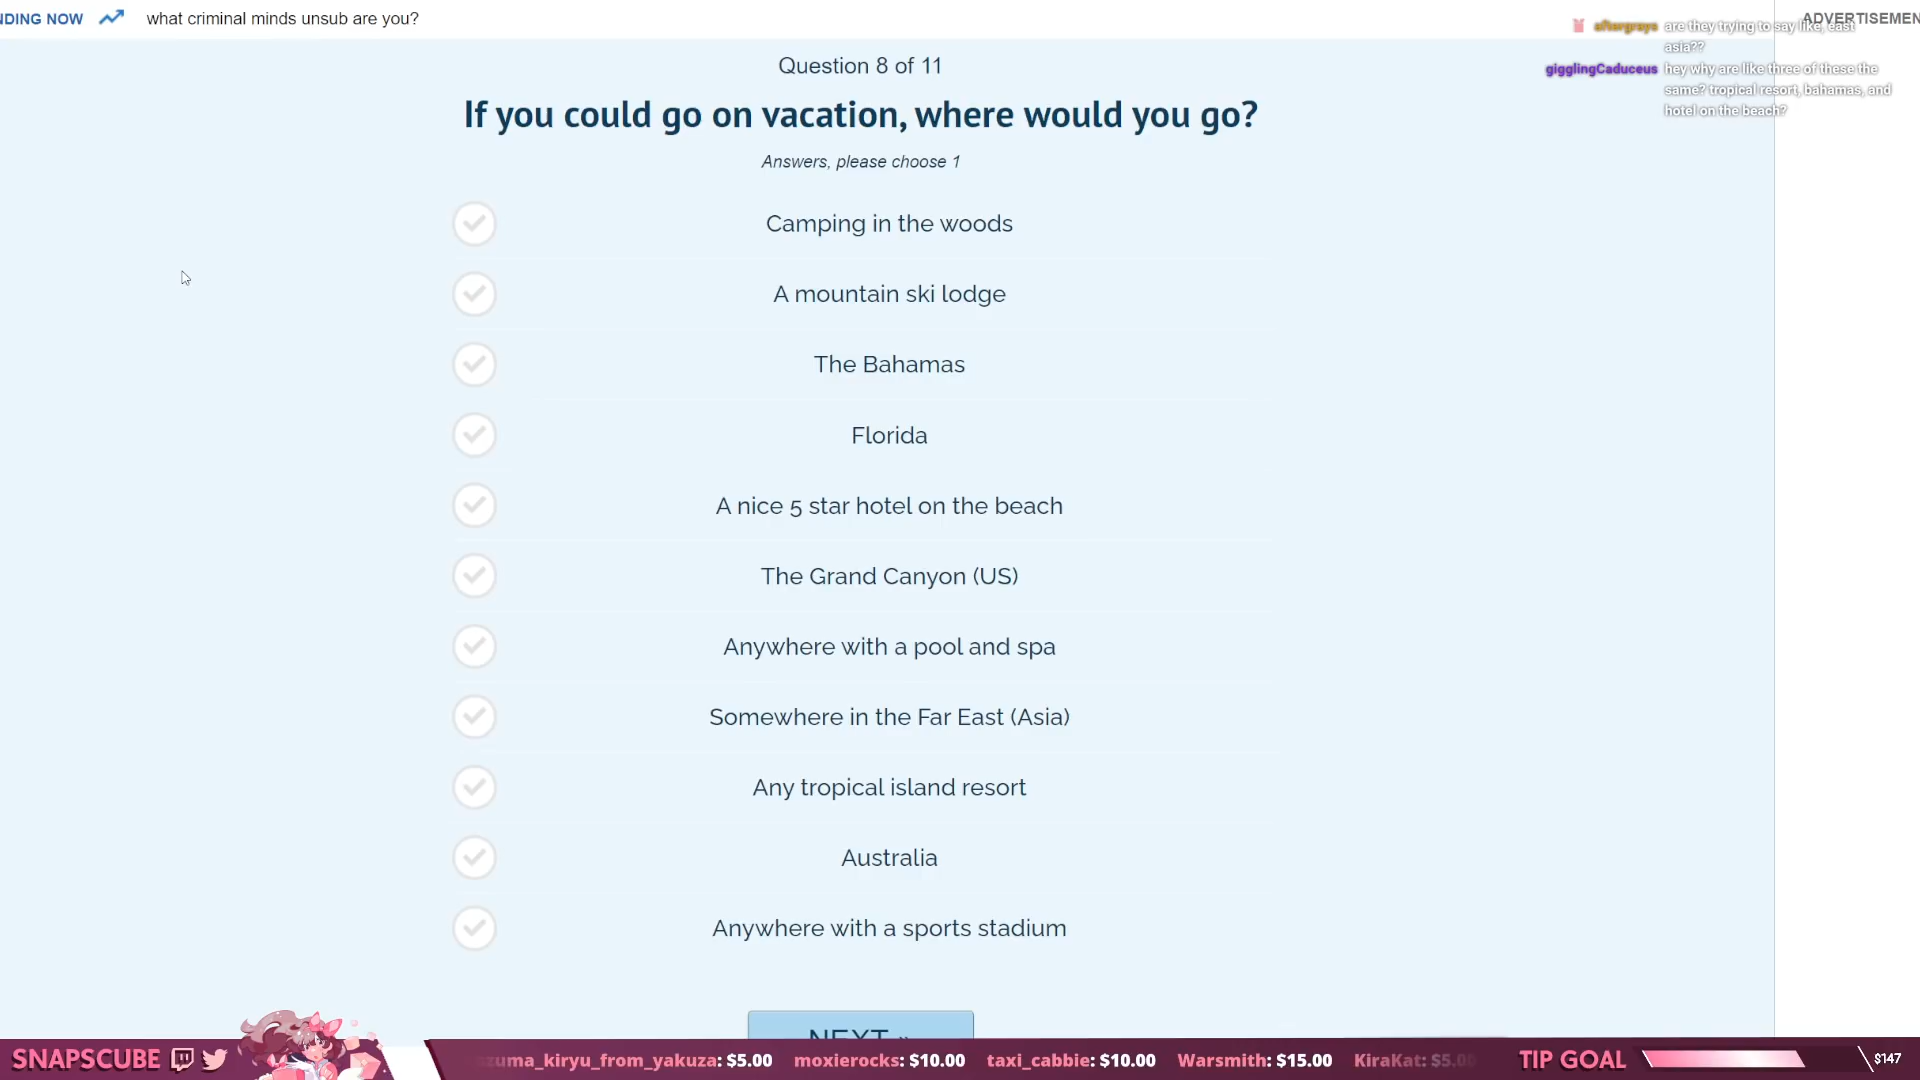 NDING NOW
what criminal minds unsub are you?
ADVERTISEMEN
aftergrays are they trying to say like, east
asia??
gigglingCaduceus hey why are like three of these the
same? tropical resort, bahamas, and
hotel on the beach?
Question 8 of 11
If you could go on vacation, where would you go?
Answers, please choose 1
Camping in the woods
A mountain ski lodge
The Bahamas
Florida
A nice 5 star hotel on the beach
The Grand Canyon (US)
Anywhere with a pool and spa
Somewhere in the Far East (Asia)
Any tropical island resort
Australia
Anywhere with a sports stadium
NEXT »
SNAPSCUBE
zuma_kiryu_from_yakuza: $5.00 moxierocks: $10.00 taxi_cabbie: $10.00 Warsmith: $15.00 KiraKat: $5.00
TIP GOAL
$147